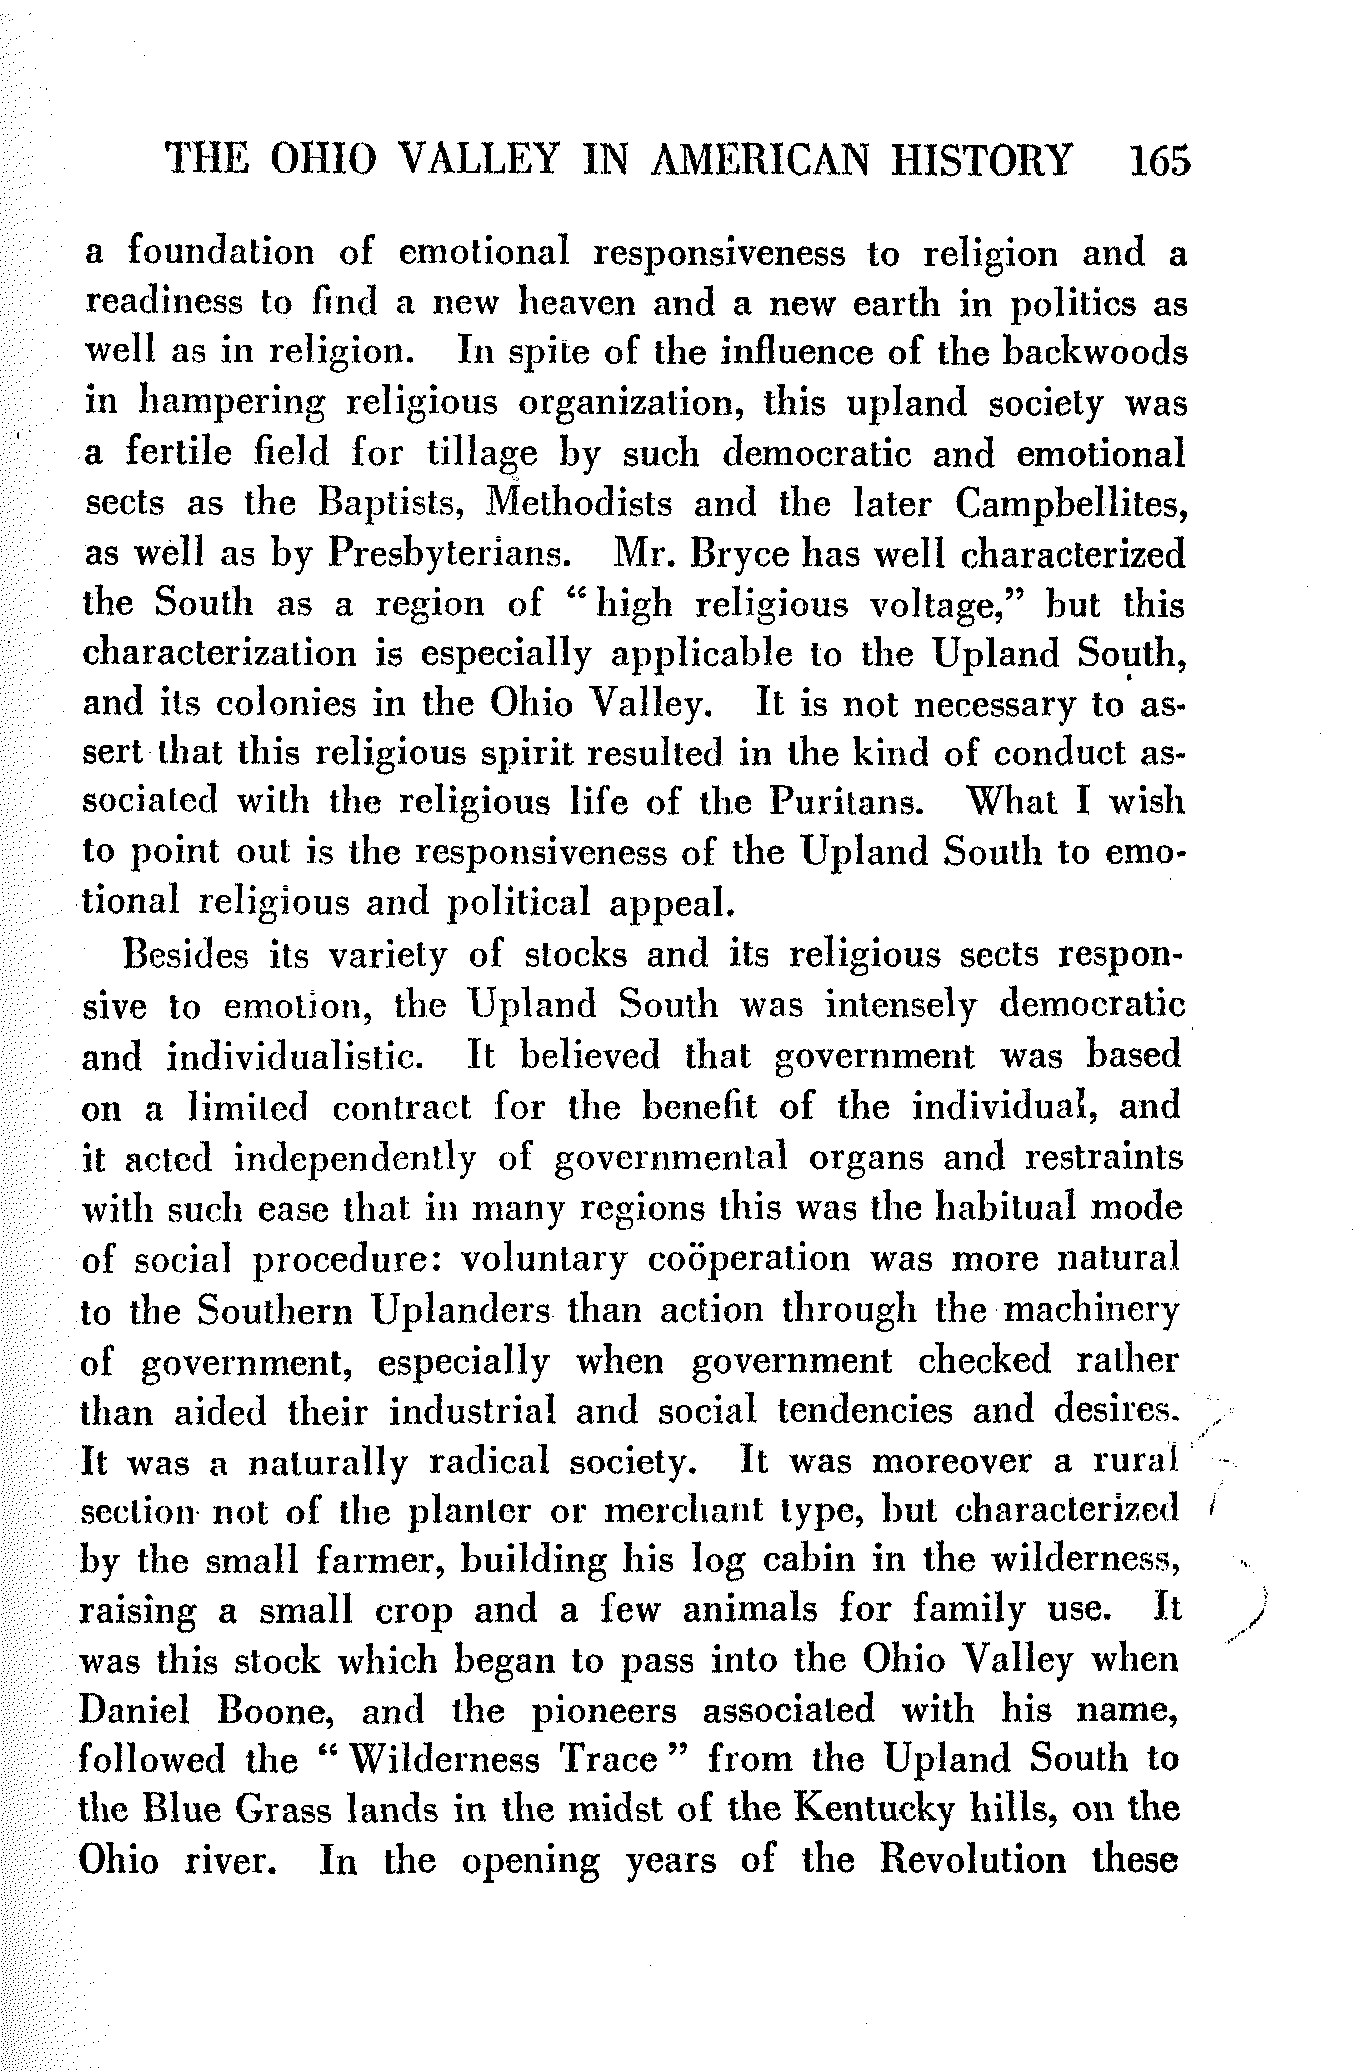 THE OHIO VALLEY IN AMERICAN HISTORY 165
a foundation of emotional responsiveness to religion and a
readiness to find a new heaven and a new earth in politics as
well as in religion. In spite of the influence of the backwoods
in hampering religious organization, this upland society was
a fertile field for tillage by such democratic and emotional
sects as the Baptists, Methodists and the later Campbellites,
as well as by Presbyterians. Mr. Bryce has well characterized
the South as a region of “ high religious voltage,” but this
characterization is especially applicable to the Upland South,
and its colonies in the Ohio Valley. It is not necessary to as-
sert that this religious spirit resulted in the kind of conduct as-
sociated with the religious life of the Puritans. What I wish
to point out is the responsiveness of the Upland South to emo-
tional religious and political appeal.
Besides its variety of stocks and its religious sects respon-
sive to emotion, the Upland South was intensely democratic
and individualistic. It believed that government was based
on a limited contract for the benefit of the individual, and
it acted independently of governmental organs and restraints
with such ease that in many regions this was the habitual mode
of social procedure: voluntary coöperation was more natural
to the Southern Uplanders than action through the machinery
of government, especially when government checked rather
than aided their industrial and social tendencies and desires.
It was a naturally radical society. It was moreover a rural
section not of the planter or merchant type, but characterized
by the small farmer, building his log cabin in the wilderness,
raising a small crop and a few animals for family use. It
was this stock which began to pass into the Ohio Valley when
Daniel Boone, and the pioneers associated with his name,
followed the “ Wilderness Trace ” from the Upland South to
the Blue Grass lands in the midst of the Kentucky hills, on the
Ohio river. In the opening years of the Revolution these